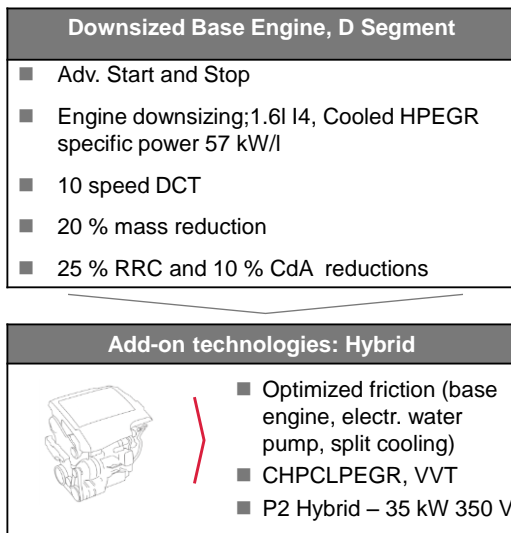 Downsized Base Engine, D Segment
Adv. Start and Stop
Engine downsizing;1.6l I4, Cooled HPEGR
specific power 57 kW/l
10 speed DCT
20 % mass reduction
25 % RRC and 10 % CdA reductions
Add-on technologies: Hybrid
Optimized friction (base
engine, electr. water
pump, split cooling)
CHPCLPEGR, VVT
P2 Hybrid – 35 kW 350 V